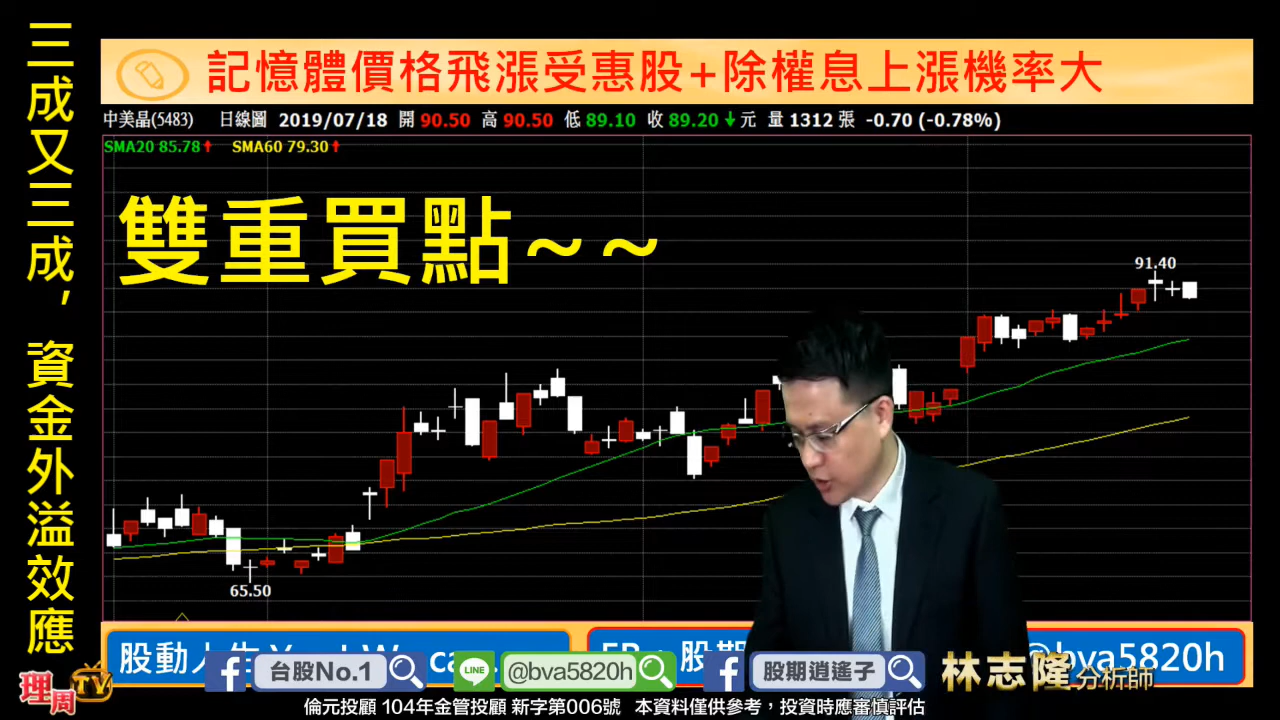 三成又三成，資金外溢效應
記憶體價格飛漲受惠股+除權息上漲機率大
中美晶(5483) 日線圖 2019/07/18 開 90.50 高 90.50 低 89.10 收 89.20↓元 量 1312 張 -0.70 (-0.78%)
SMA20 85.78↑ SMA60 79.30↑
雙重買點~~
91.40
65.50
股動人生 @bva5820h
台股No.1 LINE @bva5820h 股期逍遙子 林志隆分析師
理周TV
倫元投顧 104年金管投顧 新字第006號 本資料僅供參考，投資時應審慎評估